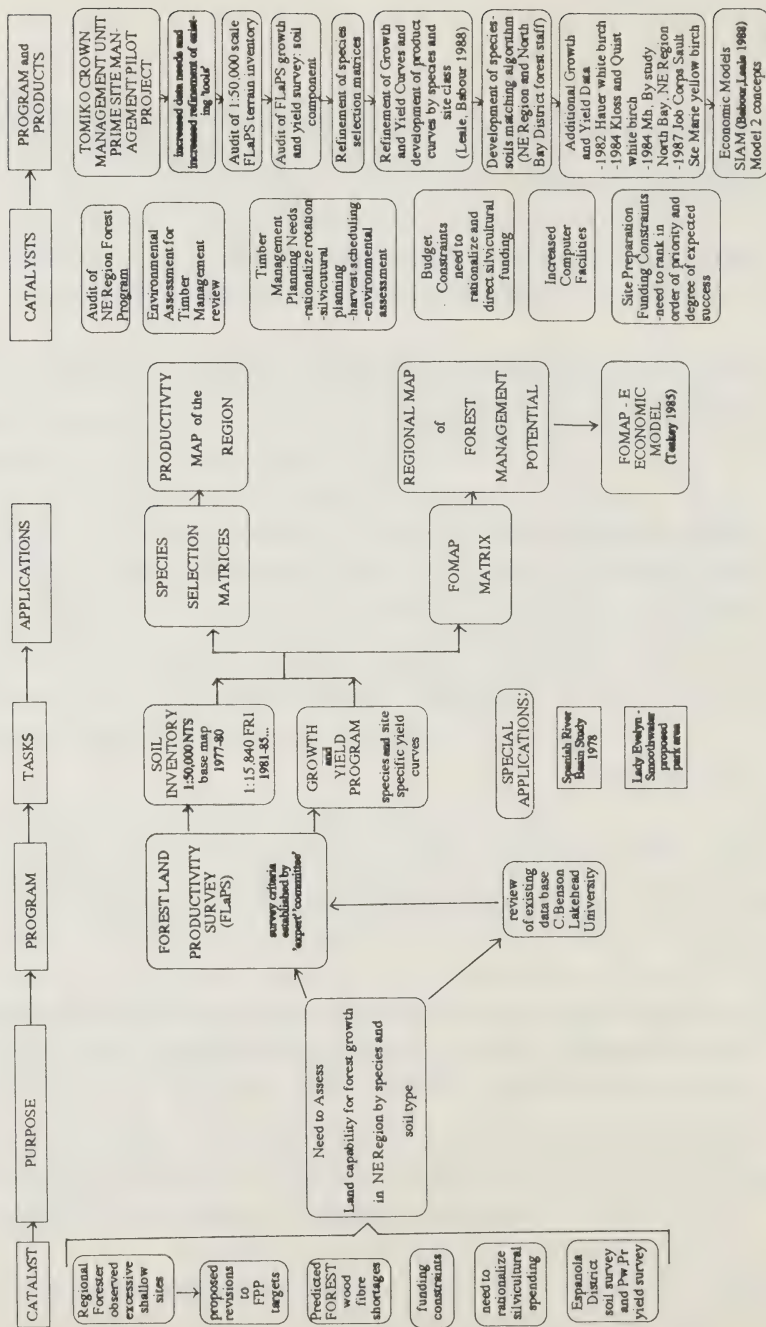 CATALYST
Regional
Forester observed
excessive
shallow
sites
proposed
revisions
to
FPP
targets
Predicted FOREST
wood
fibre
shortages
funding
constraints
need to
rationalize
silvicultural
spending
Espanola
District
soil survey
and Pw,Pr
yield survey
PURPOSE
Need to Assess
Land capability for forest growth
in NE Region by species and
soil type
PROGRAM
FOREST LAND
PRODUCTIVITY
SURVEY
(FLaPS)
survey criteria
established by
'expert' 'committee'
review
of existing
data base
C.Benson
Lakehead
University
TASKS
SOIL
INVENTORY
1:50,000 NTS
base map
1977-80
1:15.840 FRI
1981-85...
GROWTH
and
YIELD PROGRAM
species and site
specific yield
curves
SPECIAL
APPLICATIONS:
Spanish River
Basin Study
1978
Lady Evelyn -
Smoothwater
proposed
park area
APPLICATIONS
SPECIES
SELECTION
MATRICES
PRODUCTIVTY
MAP of the
REGION
FOMAP
MATRIX
REGIONAL MAP
of
FOREST
MANAGEMENT
POTENTIAL
FOMAP - E
ECONOMIC
MODEL
(Teskey 1985)
CATALYSTS
Audit of
NE Region Forest
Program
Environmental
Assessment for
Timber
Management
review
Timber
Management
Planning Needs
-rationalize rotation
-silvicutural
planning
-harvest scheduling
-environmental
assessment
Budget
Constraints
need to
rationalize and
direct silvicultural
funding
Increased
Computer
Facilities
Site Preparation
Funding Constraints
-need to rank in
order of priority and
degree of expected
success
PROGRAM and
PRODUCTS
TOMIKO CROWN
MANAGEMENT UNIT
PRIME SITE MAN-
AGEMENT PILOT
PROJECT
increased data needs and
increased refinement of exist-
ing 'tools'
Audit of 1:50,000 scale
FLaPS terrain inventory
Audit of FLaPS growth
and yield survey: soil
component
Refinement of species
selection matrices
Refinement of Growth
and Yield Curves and
development of product
curves by species and
site class
(Lesle, Babour 1988)
Development of species-
soils matching algorithm
(NE Region and North
Bay District forest staff)
Additional Growth
and Yield Data
-1982 Hauer white birch
-1984 Kloss and Quist
white birch
-1984 Mh. By study
North Bay, NE Region
-1987 Job Corps Sault
Ste Marie yellow birch
Economic Models
SIAM (Babour,Lesle 1988)
Model 2 concepts